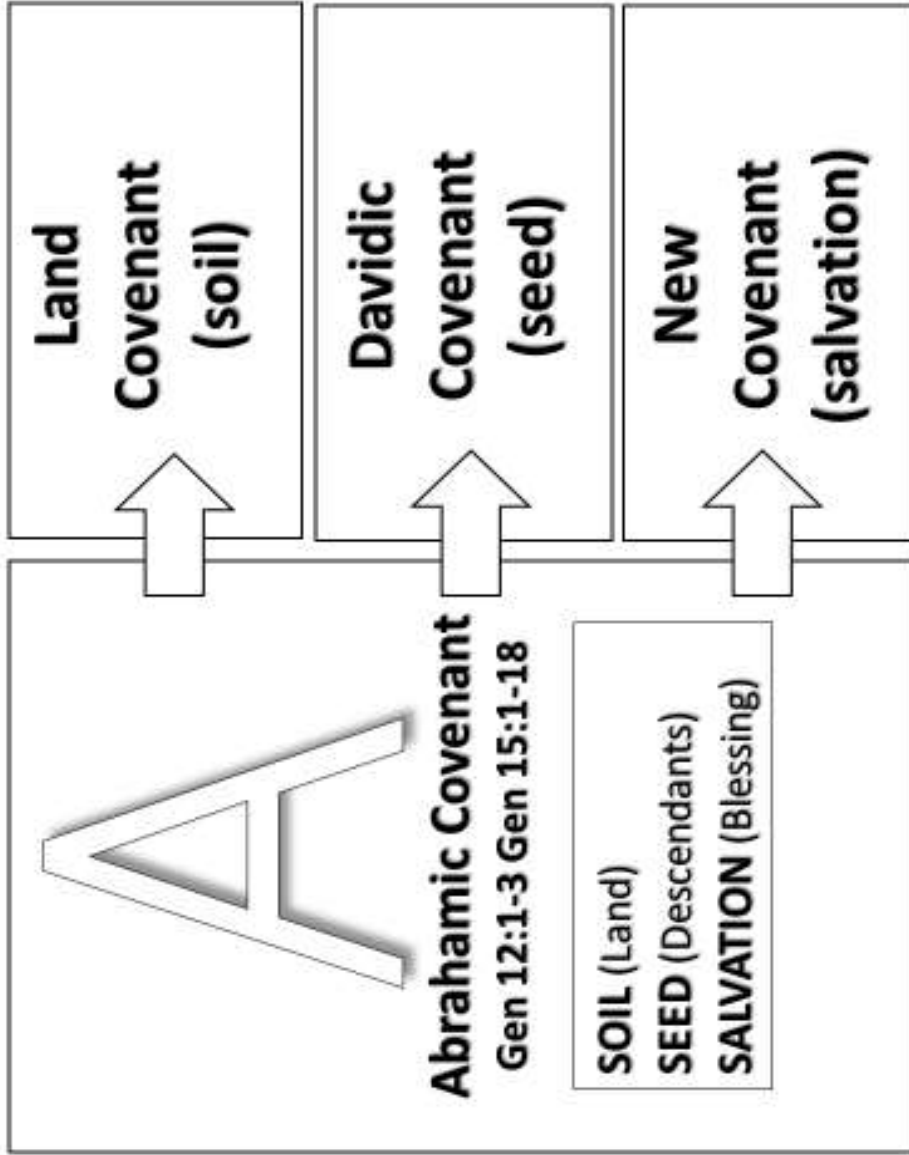 A
Abrahamic Covenant
Gen 12:1-3 Gen 15:1-18
SOIL (Land)
SEED (Descendants)
SALVATION (Blessing)
Land
Covenant
(soil)
Davidic
Covenant
(seed)
New
Covenant
(salvation)